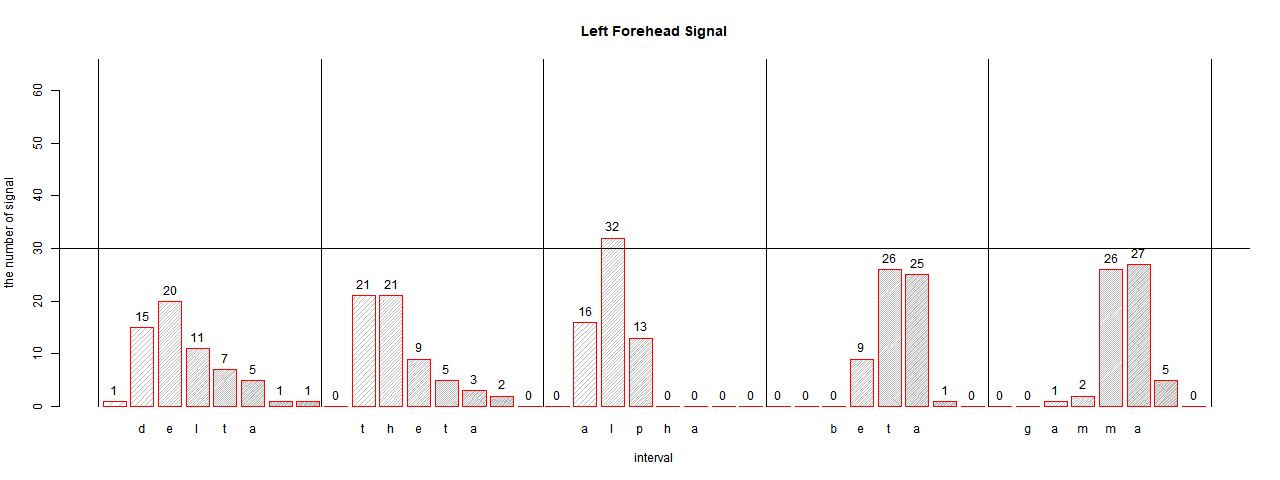 Left Forehead Signal
the number of signal
60
50
40
30
20
10
0
1 15 20 11 7 5 1 1 0 21 21 9 5 3 2 0 0 16 32 13 0 0 0 0 0 0 0 9 26 25 1 0 0 0 1 2 26 27 5 0
d e l t a t h e t a a l p h a b e t a g a m m a
interval